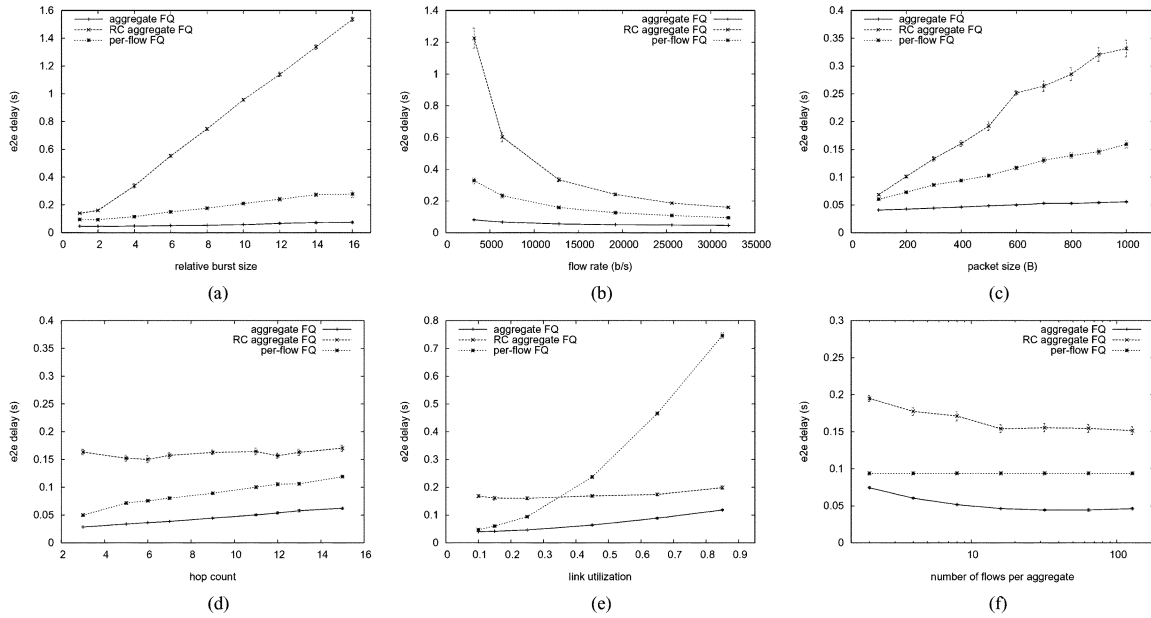 aggregate FQ
RC aggregate FQ
per-flow FQ
1.6
1.4
1.2
1
0.8
0.6
0.4
0.2
0
e2e delay (s)
0 2 4 6 8 10 12 14 16
relative burst size
(a)
aggregate FQ
RC aggregate FQ
per-flow FQ
1.4
1.2
1
0.8
0.6
0.4
0.2
0
e2e delay (s)
0 5000 10000 15000 20000 25000 30000 35000
flow rate (b/s)
(b)
aggregate FQ
RC aggregate FQ
per-flow FQ
0.4
0.35
0.3
0.25
0.2
0.15
0.1
0.05
0
e2e delay (s)
0 200 400 600 800 1000
packet size (B)
(c)
aggregate FQ
RC aggregate FQ
per-flow FQ
0.4
0.35
0.3
0.25
0.2
0.15
0.1
0.05
0
e2e delay (s)
2 4 6 8 10 12 14 16
hop count
(d)
aggregate FQ
RC aggregate FQ
per-flow FQ
0.8
0.7
0.6
0.5
0.4
0.3
0.2
0.1
0
e2e delay (s)
0 0.1 0.2 0.3 0.4 0.5 0.6 0.7 0.8 0.9
link utilization
(e)
aggregate FQ
RC aggregate FQ
per-flow FQ
0.3
0.25
0.2
0.15
0.1
0.05
0
e2e delay (s)
10 100
number of flows per aggregate
(f)